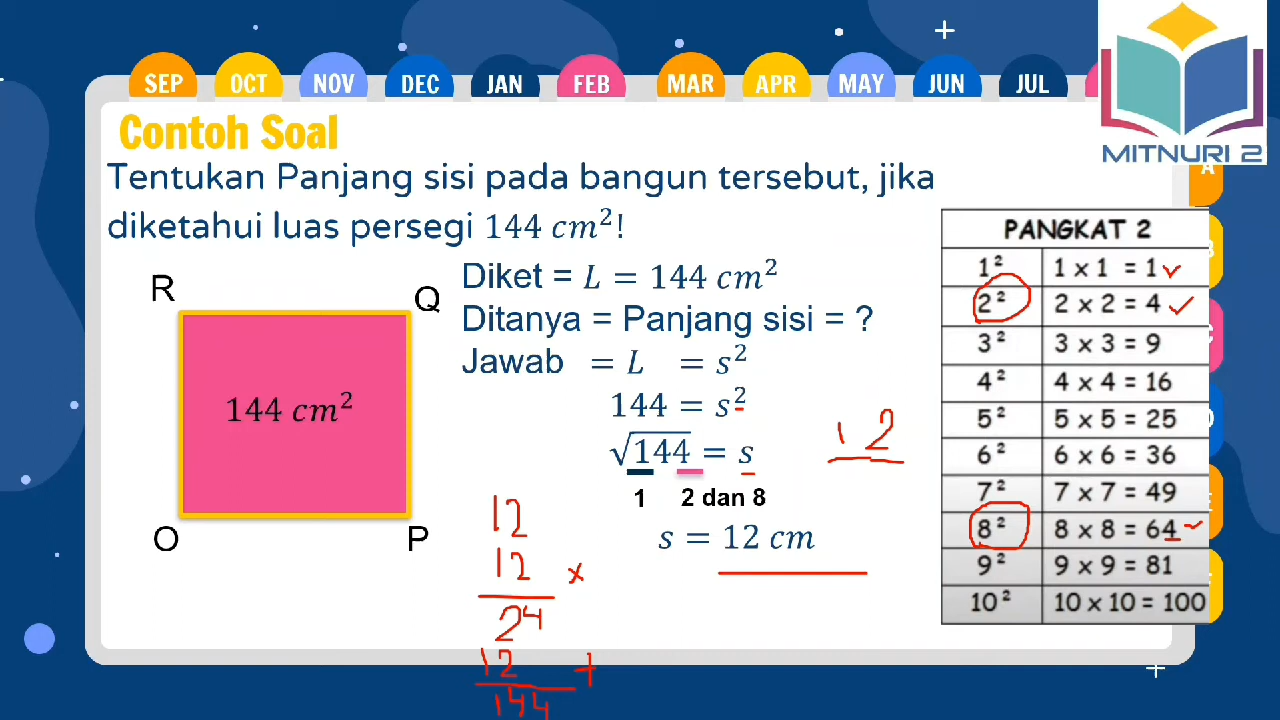 SEP OCT NOV DEC JAN FEB MAR APR MAY JUN JUL
MITNURI 2
Contoh Soal
Tentukan Panjang sisi pada bangun tersebut, jika
diketahui luas persegi 144 cm²!
R
Q
144 cm²
O
P
Diket = L = 144 cm²
Ditanya = Panjang sisi = ?
Jawab = L = s²
144 = s²
√144 = s
1 2 dan 8
s = 12 cm
12
12
12 ×
24
12 +
144
PANGKAT 2
1² 1 x 1 = 1
2² 2 x 2 = 4
3² 3 x 3 = 9
4² 4 x 4 = 16
5² 5 x 5 = 25
6² 6 x 6 = 36
7² 7 x 7 = 49
8² 8 x 8 = 64
9² 9 x 9 = 81
10² 10 x 10 = 100
A